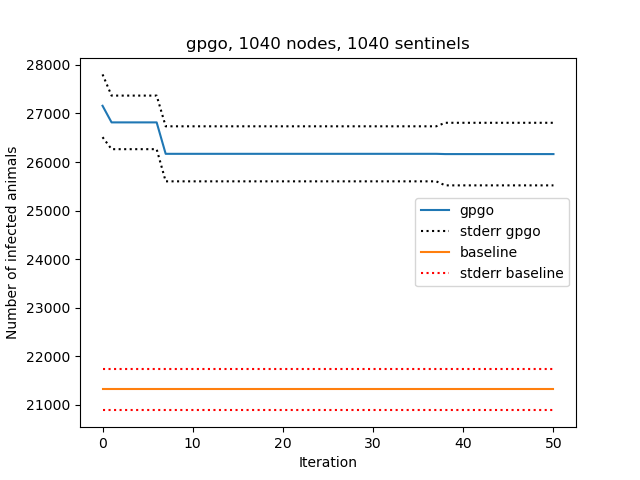 gpgo, 1040 nodes, 1040 sentinels
Number of infected animals
28000
27000
26000
25000
24000
23000
22000
21000
gpgo
stderr gpgo
baseline
stderr baseline
0 10 20 30 40 50
Iteration